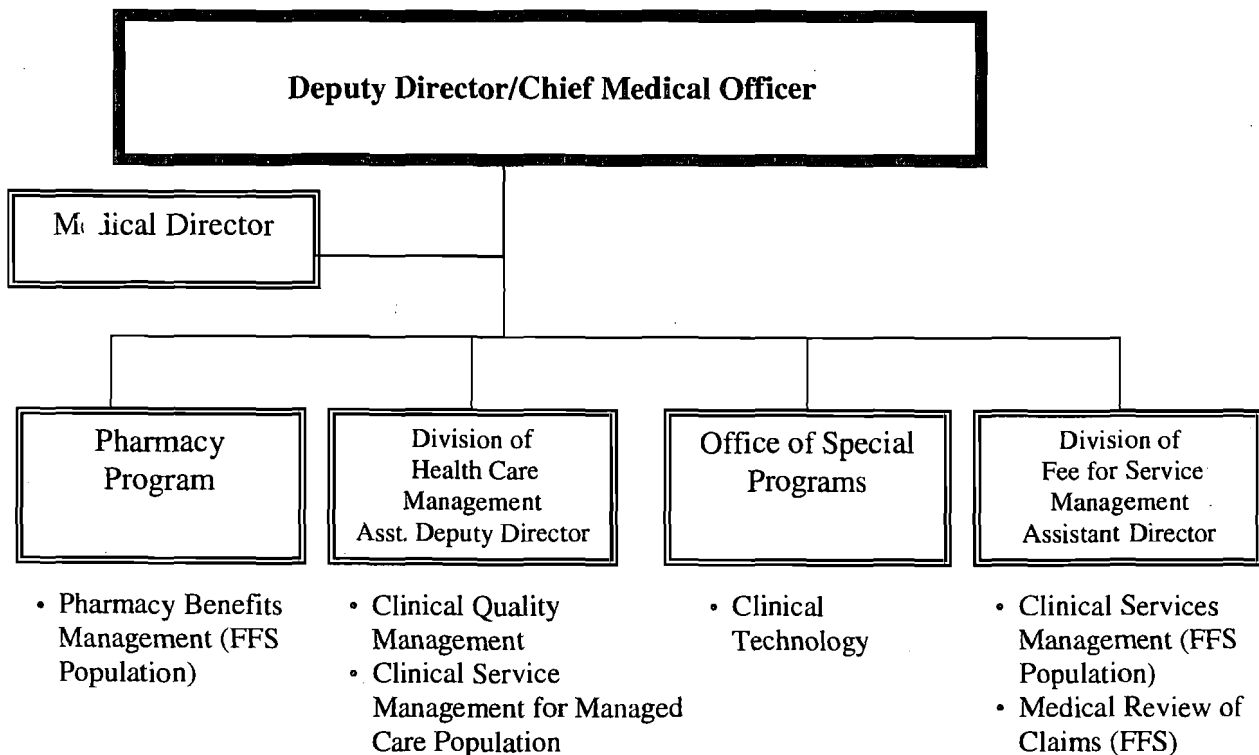 Deputy Director/Chief Medical Officer
Medical Director
Pharmacy
Program
Division of
Health Care
Management
Asst. Deputy Director
Office of Special
Programs
Division of
Fee for Service
Management
Assistant Director
• Pharmacy Benefits
Management (FFS
Population)
• Clinical Quality
Management
• Clinical Service
Management for Managed
Care Population
• Clinical
Technology
• Clinical Services
Management (FFS
Population)
• Medical Review of
Claims (FFS)